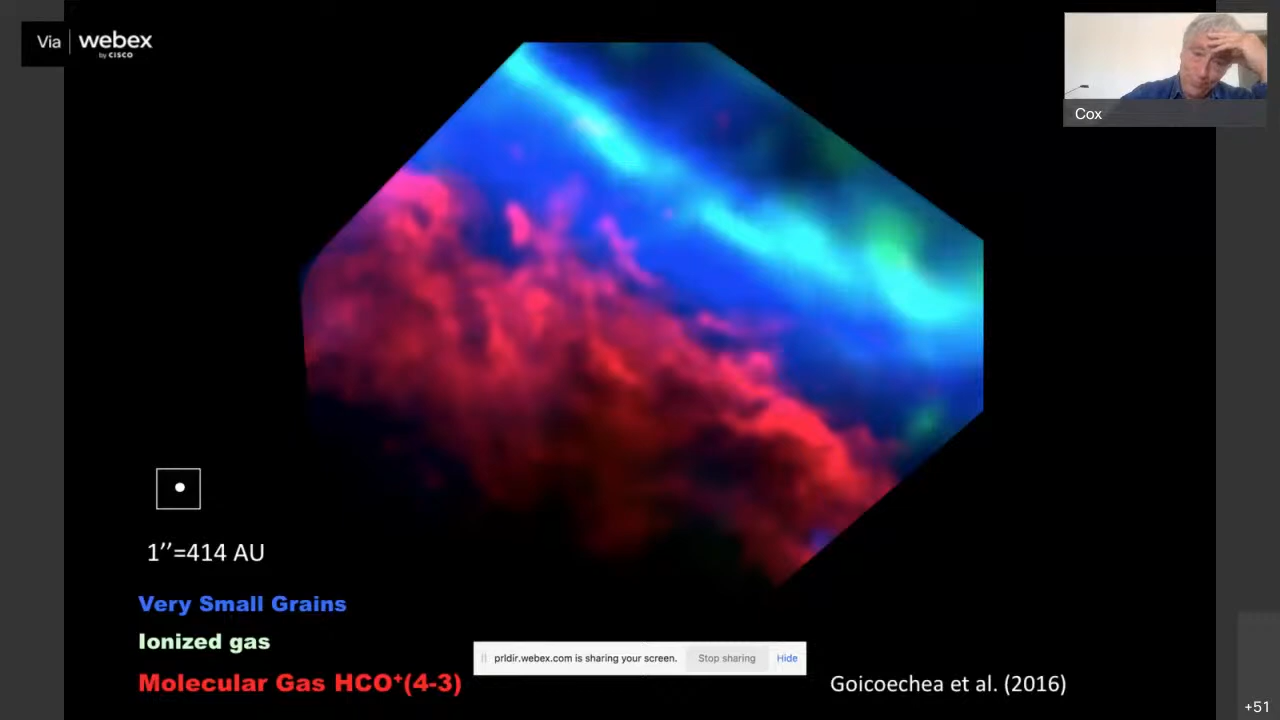 Via webex
by CISCO
Cox
1′′=414 AU
Very Small Grains
Ionized gas
Molecular Gas HCO⁺(4-3)
prldir.webex.com is sharing your screen. Stop sharing Hide
Goicoechea et al. (2016)
+51